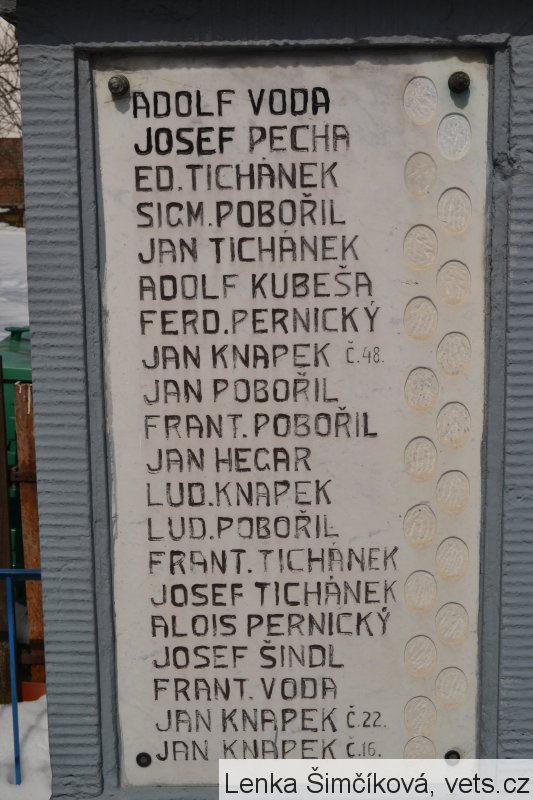 ADOLF VODA
JOSEF PECHA
ED. TICHÁNEK
SIGM. POBOŘIL
JAN TICHÁNEK
ADOLF KUBEŠA
FERD. PERNICKÝ
JAN KNAPEK Č.48.
JAN POBOŘIL
FRANT. POBOŘIL
JAN HEGAR
LUD. KNAPEK
LUD. POBOŘIL
FRANT. TICHÁNEK
JOSEF TICHÁNEK
ALOIS PERNICKÝ
JOSEF ŠINDL
FRANT. VODA
JAN KNAPEK Č.22.
JAN KNAPEK Č.16.
Lenka Šimčíková, vets.cz